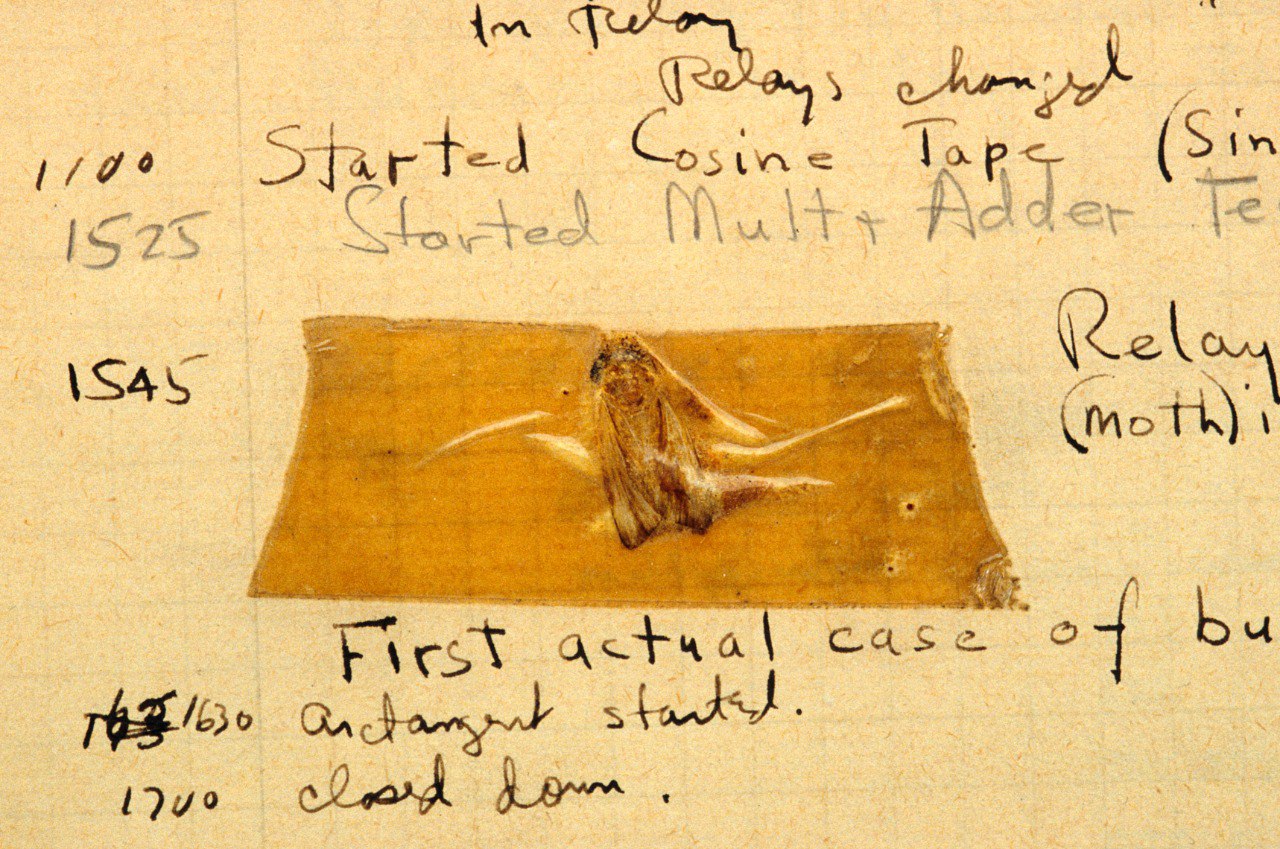 In Relay
Relays changed
1100 Started Cosine Tape (Sin
1525 Started Mult + Adder Te
1545 Relay
(moth) i
First actual case of bu
1630 arctangent started.
1700 closed down.